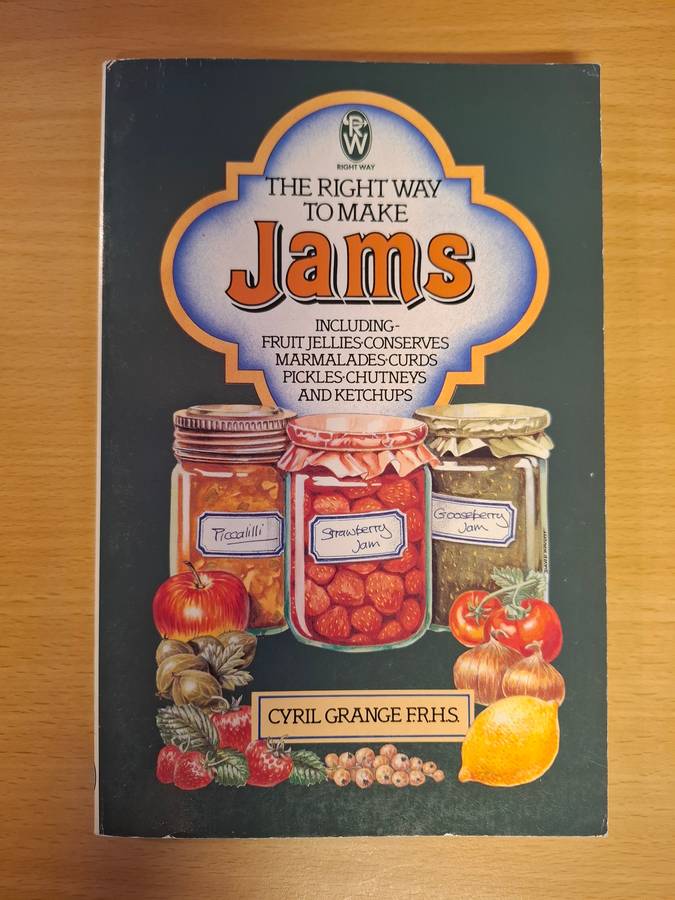 RW
RIGHT WAY
THE RIGHT WAY
TO MAKE
Jams
INCLUDING-
FRUIT JELLIES·CONSERVES
MARMALADES·CURDS
PICKLES·CHUTNEYS
AND KETCHUPS
Piccalilli
Strawberry
Jam
Gooseberry
Jam
CYRIL GRANGE F.R.H.S.